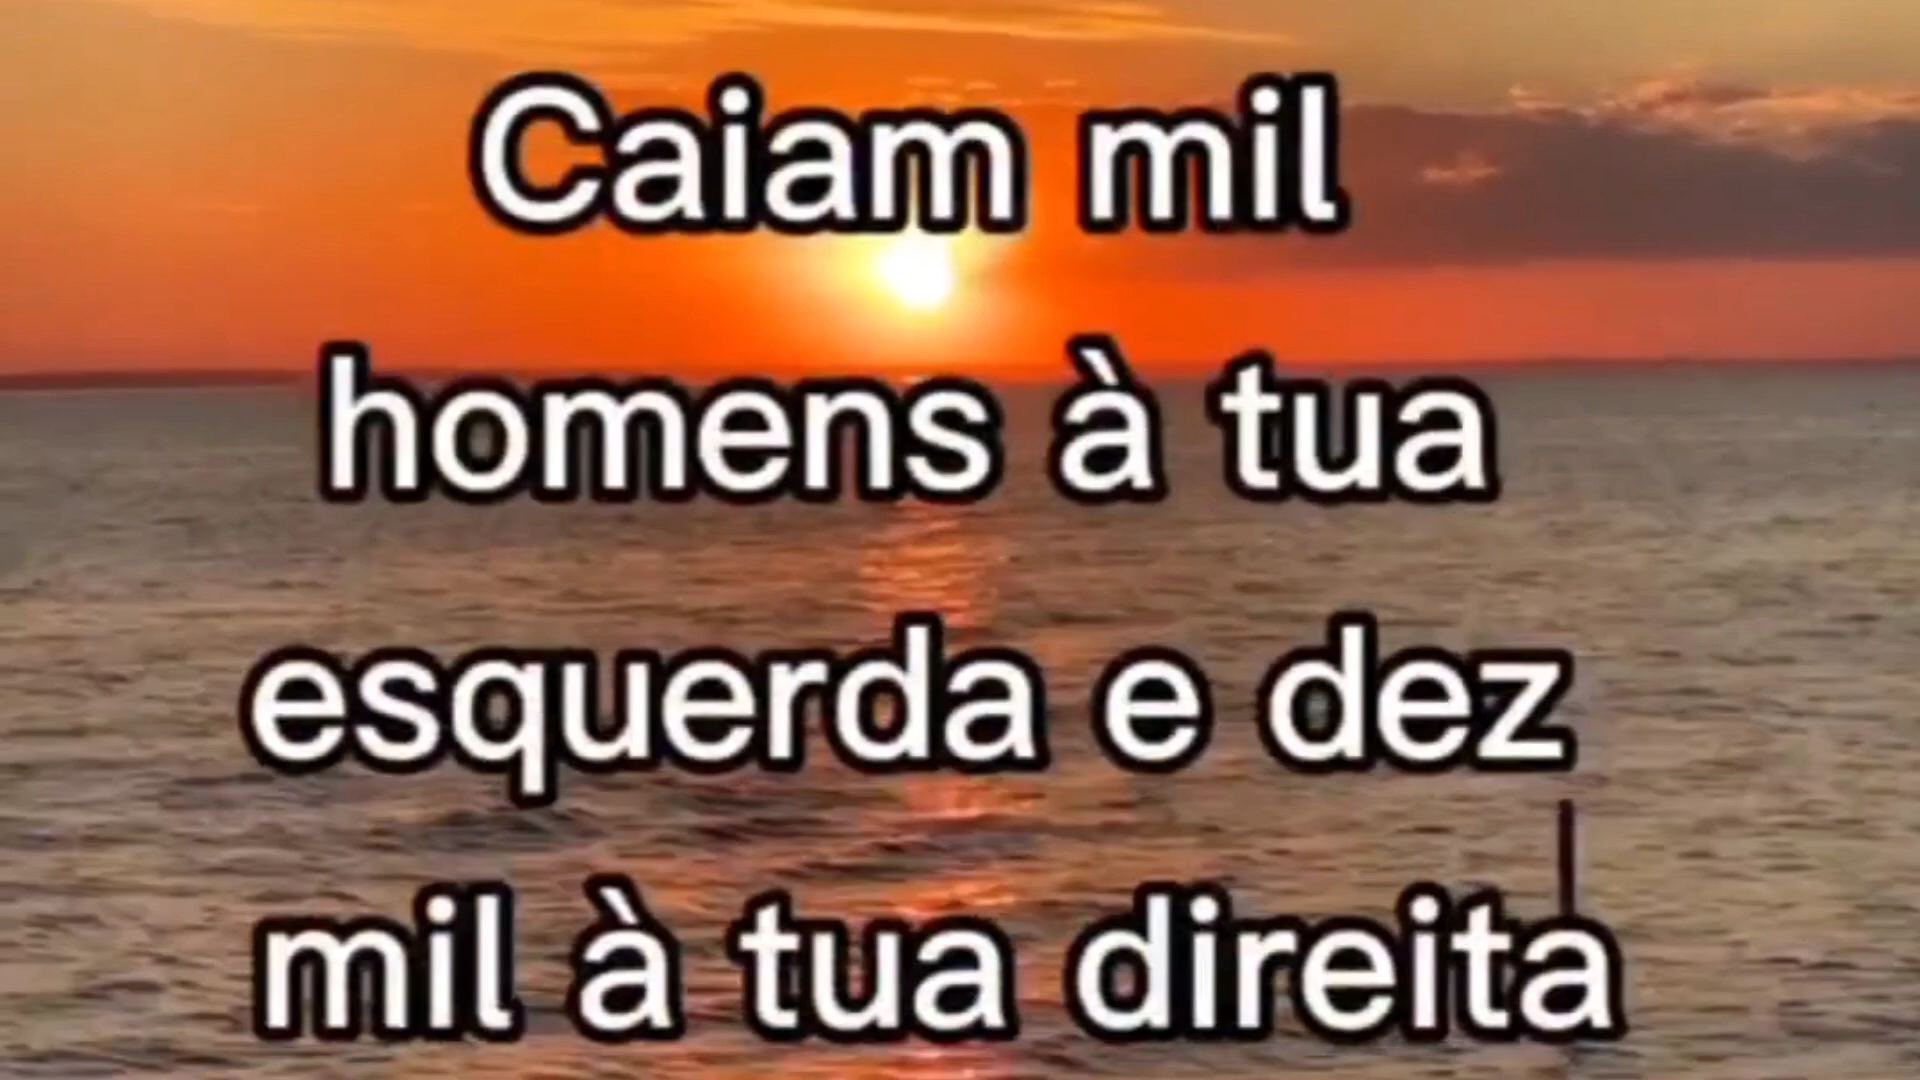 Caiam mil
homens à tua
esquerda e dez
mil à tua direita